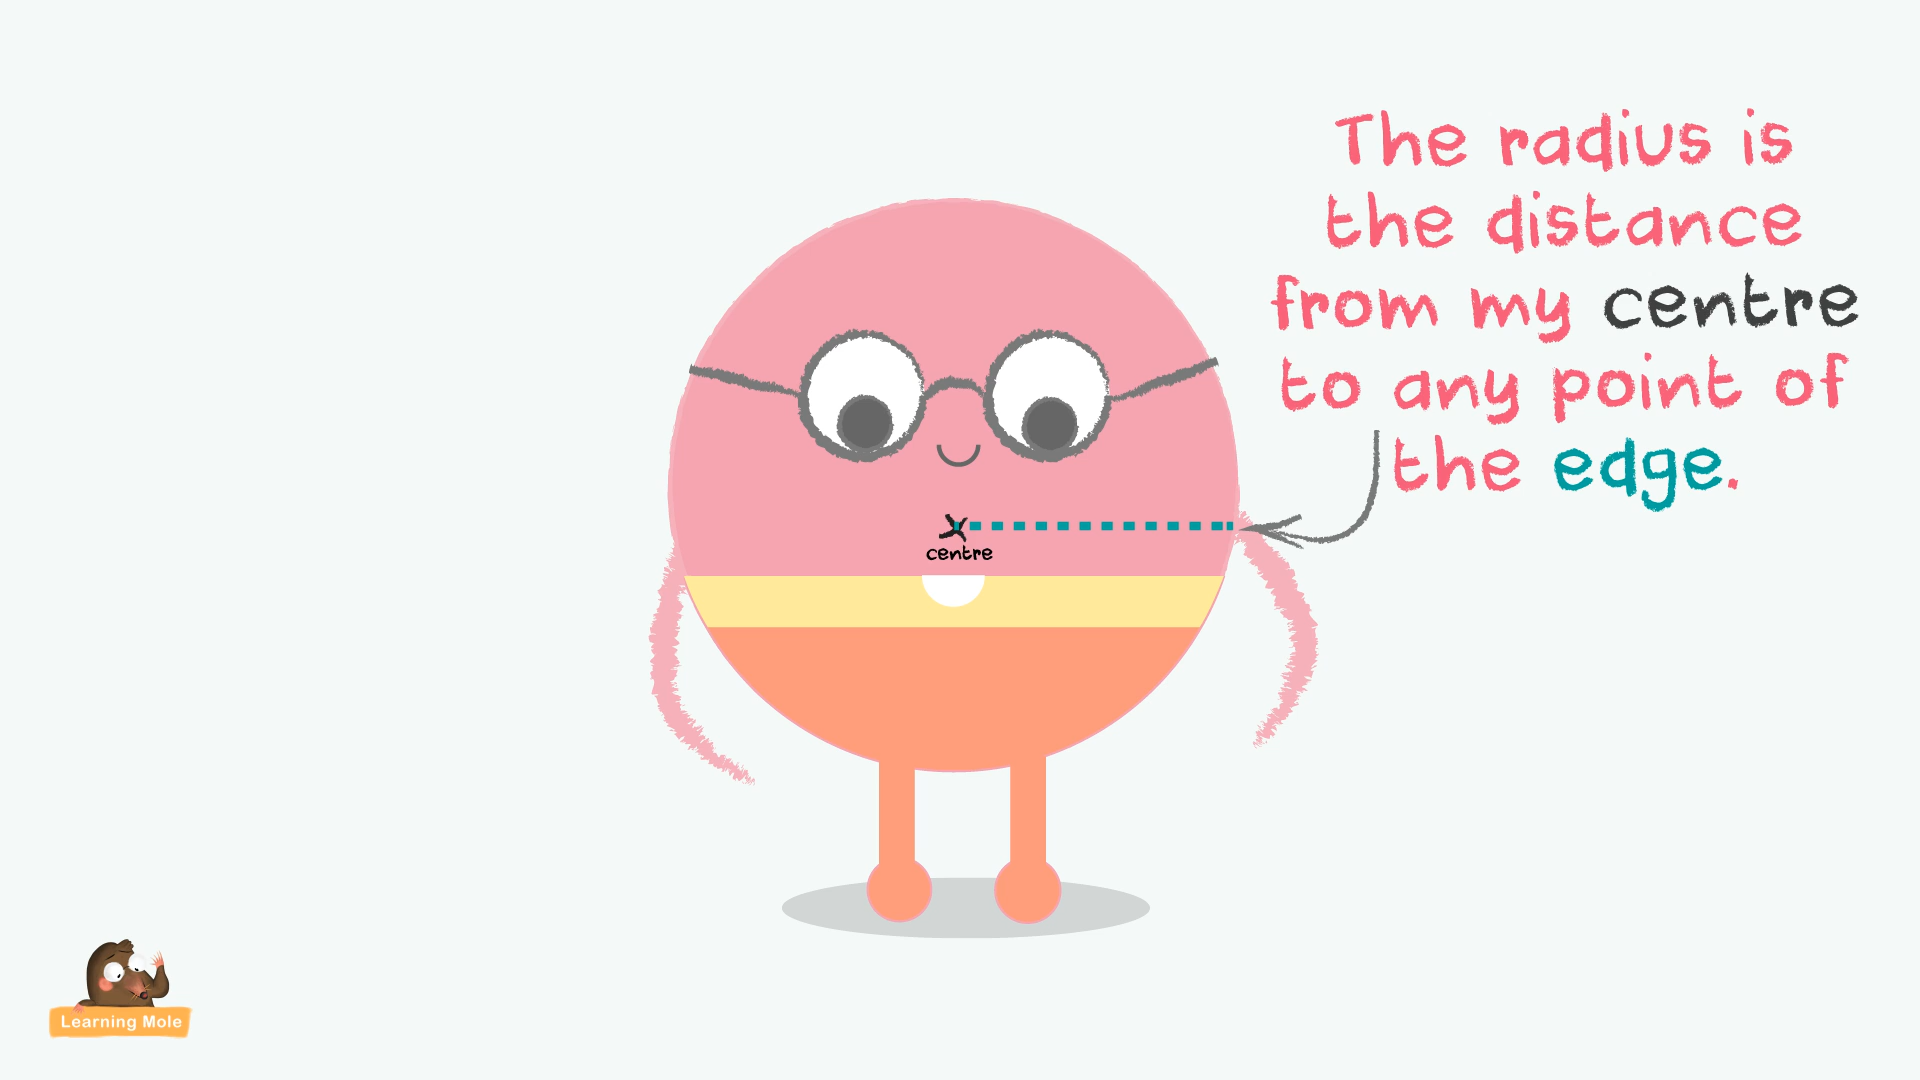 The radius is
the distance
from my centre
to any point of
the edge.
centre
Learning Mole